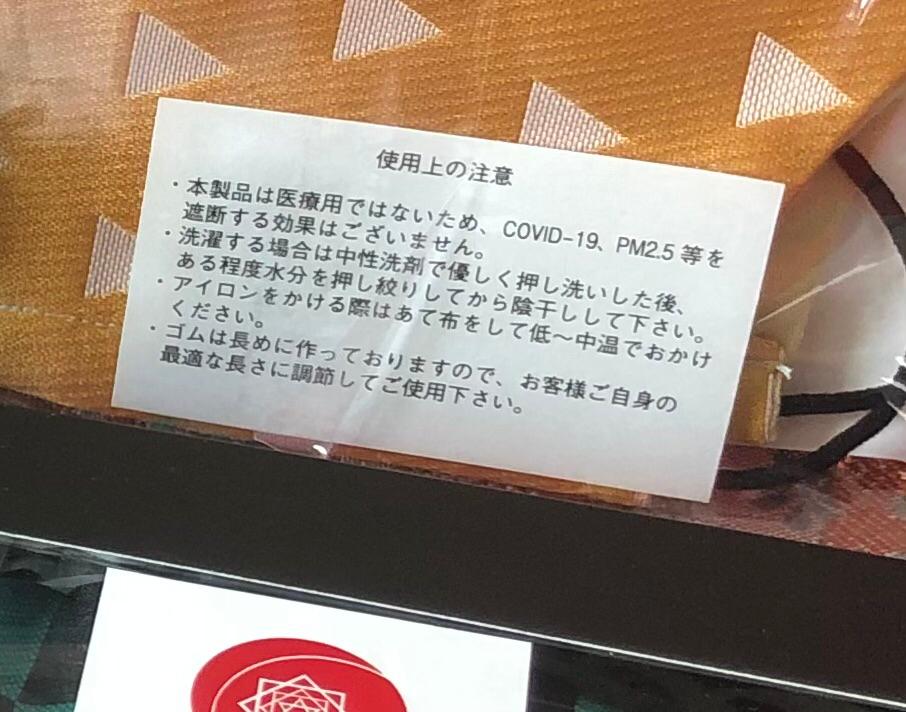 使用上の注意
・本製品は医療用ではないため、COVID-19、PM2.5 等を
遮断する効果はございません。
・洗濯する場合は中性洗剤で優しく押し洗いした後、
ある程度水分を押し絞りしてから陰干しして下さい。
・アイロンをかける際はあて布をして低～中温でおかけ
ください。
・ゴムは長めに作っておりますので、お客様ご自身の
最適な長さに調節してご使用下さい。